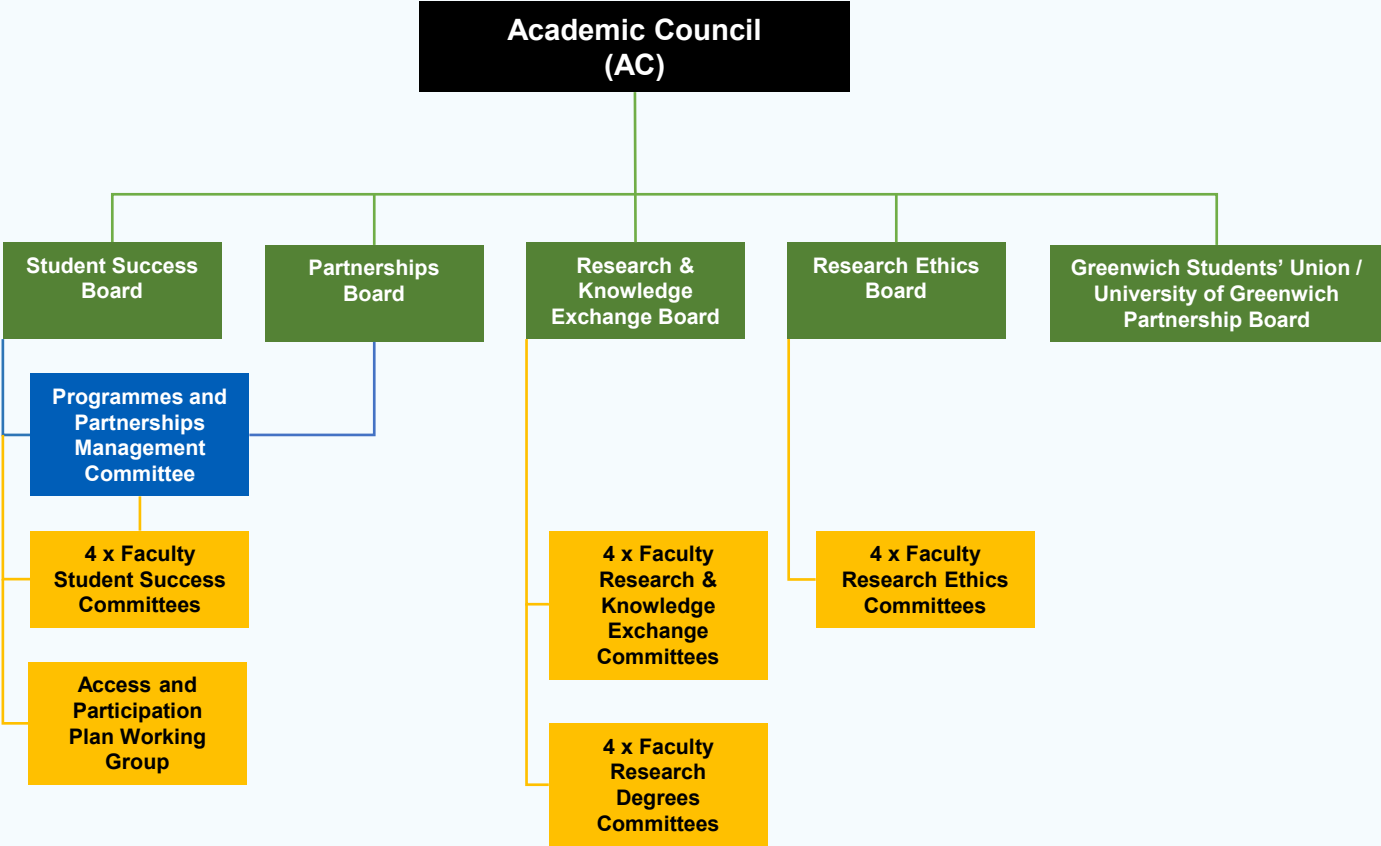 Academic Council
(AC)
Student Success
Board
Partnerships
Board
Research &
Knowledge
Exchange Board
Research Ethics
Board
Greenwich Students’ Union /
University of Greenwich
Partnership Board
Programmes and
Partnerships
Management
Committee
4 x Faculty
Student Success
Committees
4 x Faculty
Research &
Knowledge
Exchange
Committees
4 x Faculty
Research Ethics
Committees
Access and
Participation
Plan Working
Group
4 x Faculty
Research
Degrees
Committees